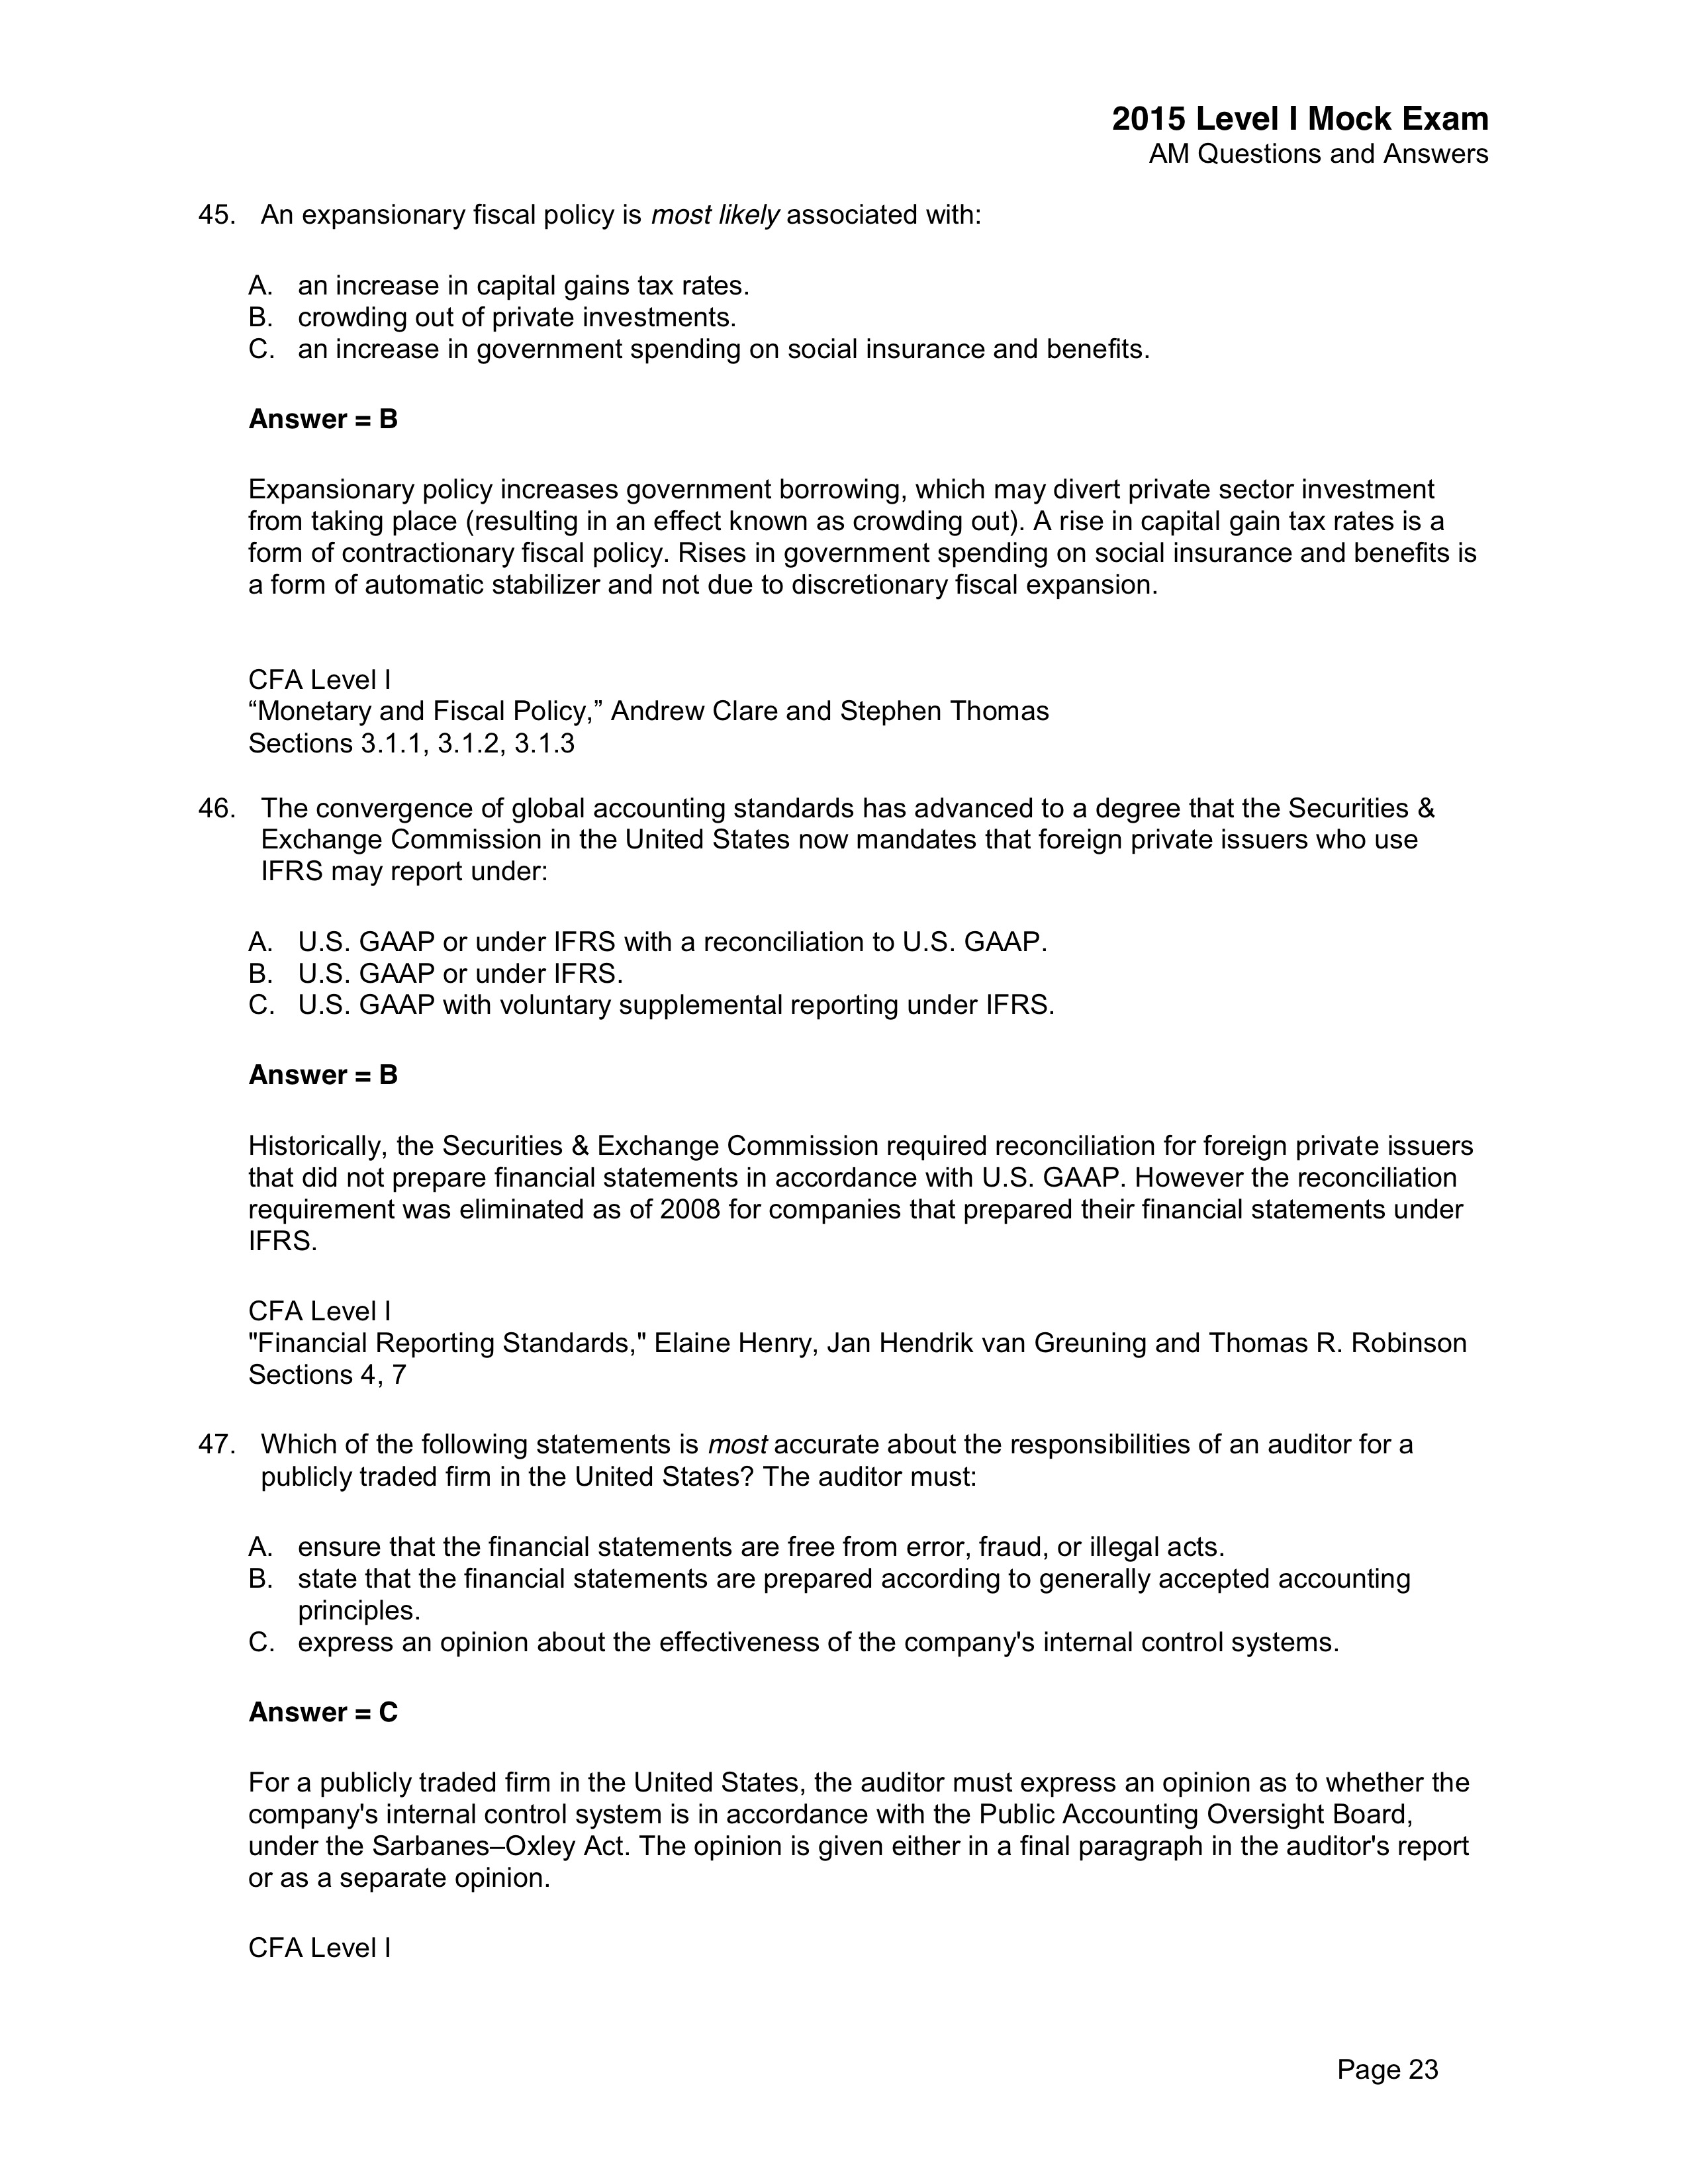 2015 Level I Mock Exam
AM Questions and Answers
45. An expansionary fiscal policy is most likely associated with:
A. an increase in capital gains tax rates.
B. crowding out of private investments.
C. an increase in government spending on social insurance and benefits.
Answer = B
Expansionary policy increases government borrowing, which may divert private sector investment
from taking place (resulting in an effect known as crowding out). A rise in capital gain tax rates is a
form of contractionary fiscal policy. Rises in government spending on social insurance and benefits is
a form of automatic stabilizer and not due to discretionary fiscal expansion.
CFA Level I
“Monetary and Fiscal Policy,” Andrew Clare and Stephen Thomas
Sections 3.1.1, 3.1.2, 3.1.3
46. The convergence of global accounting standards has advanced to a degree that the Securities &
Exchange Commission in the United States now mandates that foreign private issuers who use
IFRS may report under:
A. U.S. GAAP or under IFRS with a reconciliation to U.S. GAAP.
B. U.S. GAAP or under IFRS.
C. U.S. GAAP with voluntary supplemental reporting under IFRS.
Answer = B
Historically, the Securities & Exchange Commission required reconciliation for foreign private issuers
that did not prepare financial statements in accordance with U.S. GAAP. However the reconciliation
requirement was eliminated as of 2008 for companies that prepared their financial statements under
IFRS.
CFA Level I
"Financial Reporting Standards," Elaine Henry, Jan Hendrik van Greuning and Thomas R. Robinson
Sections 4, 7
47. Which of the following statements is most accurate about the responsibilities of an auditor for a
publicly traded firm in the United States? The auditor must:
A. ensure that the financial statements are free from error, fraud, or illegal acts.
B. state that the financial statements are prepared according to generally accepted accounting
principles.
C. express an opinion about the effectiveness of the company's internal control systems.
Answer = C
For a publicly traded firm in the United States, the auditor must express an opinion as to whether the
company's internal control system is in accordance with the Public Accounting Oversight Board,
under the Sarbanes–Oxley Act. The opinion is given either in a final paragraph in the auditor's report
or as a separate opinion.
CFA Level I
Page 23